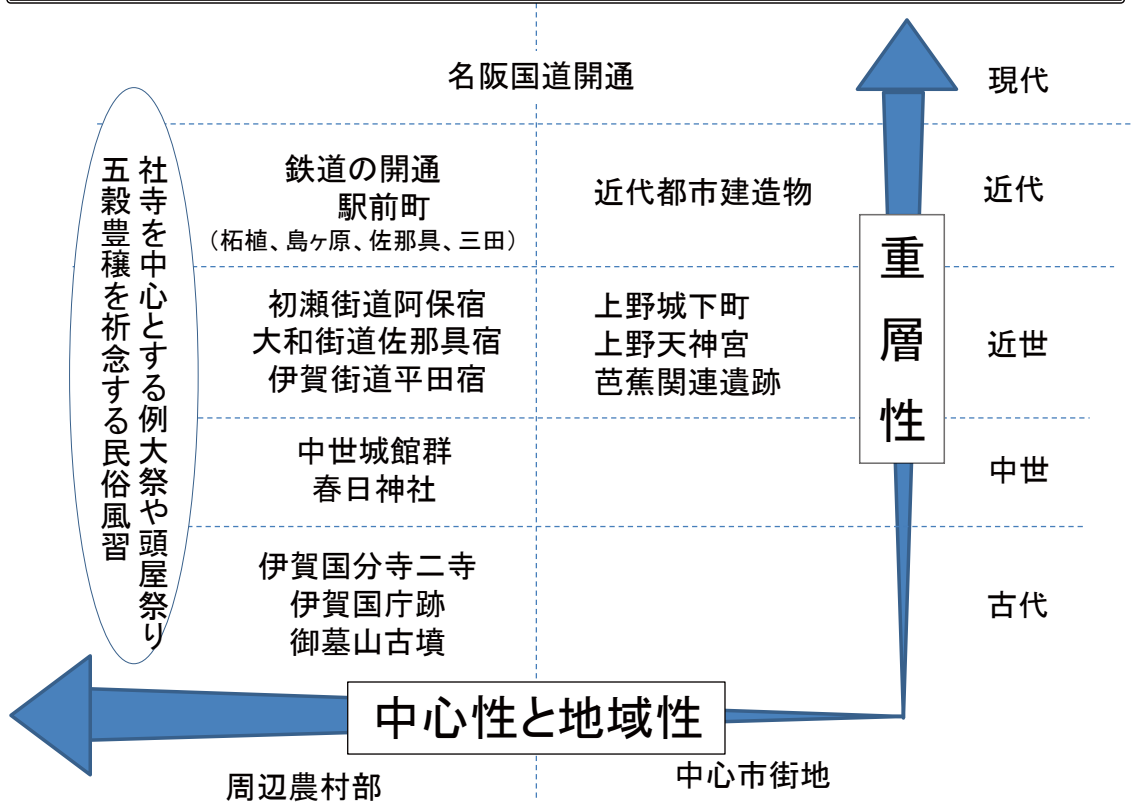 名阪国道開通
現代
社寺を中心とする例大祭や頭屋祭り
五穀豊穣を祈念する民俗風習
鉄道の開通
駅前町
（柘植、島ヶ原、佐那具、三田）
近代都市建造物
近代
重層性
初瀬街道阿保宿
大和街道佐那具宿
伊賀街道平田宿
上野城下町
上野天神宮
芭蕉関連遺跡
近世
中世城館群
春日神社
中世
伊賀国分寺二寺
伊賀国庁跡
御墓山古墳
古代
中心性と地域性
周辺農村部
中心市街地